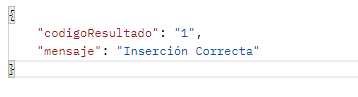 {
    "codigoResultado": "1",
    "mensaje": "Inserción Correcta"
}